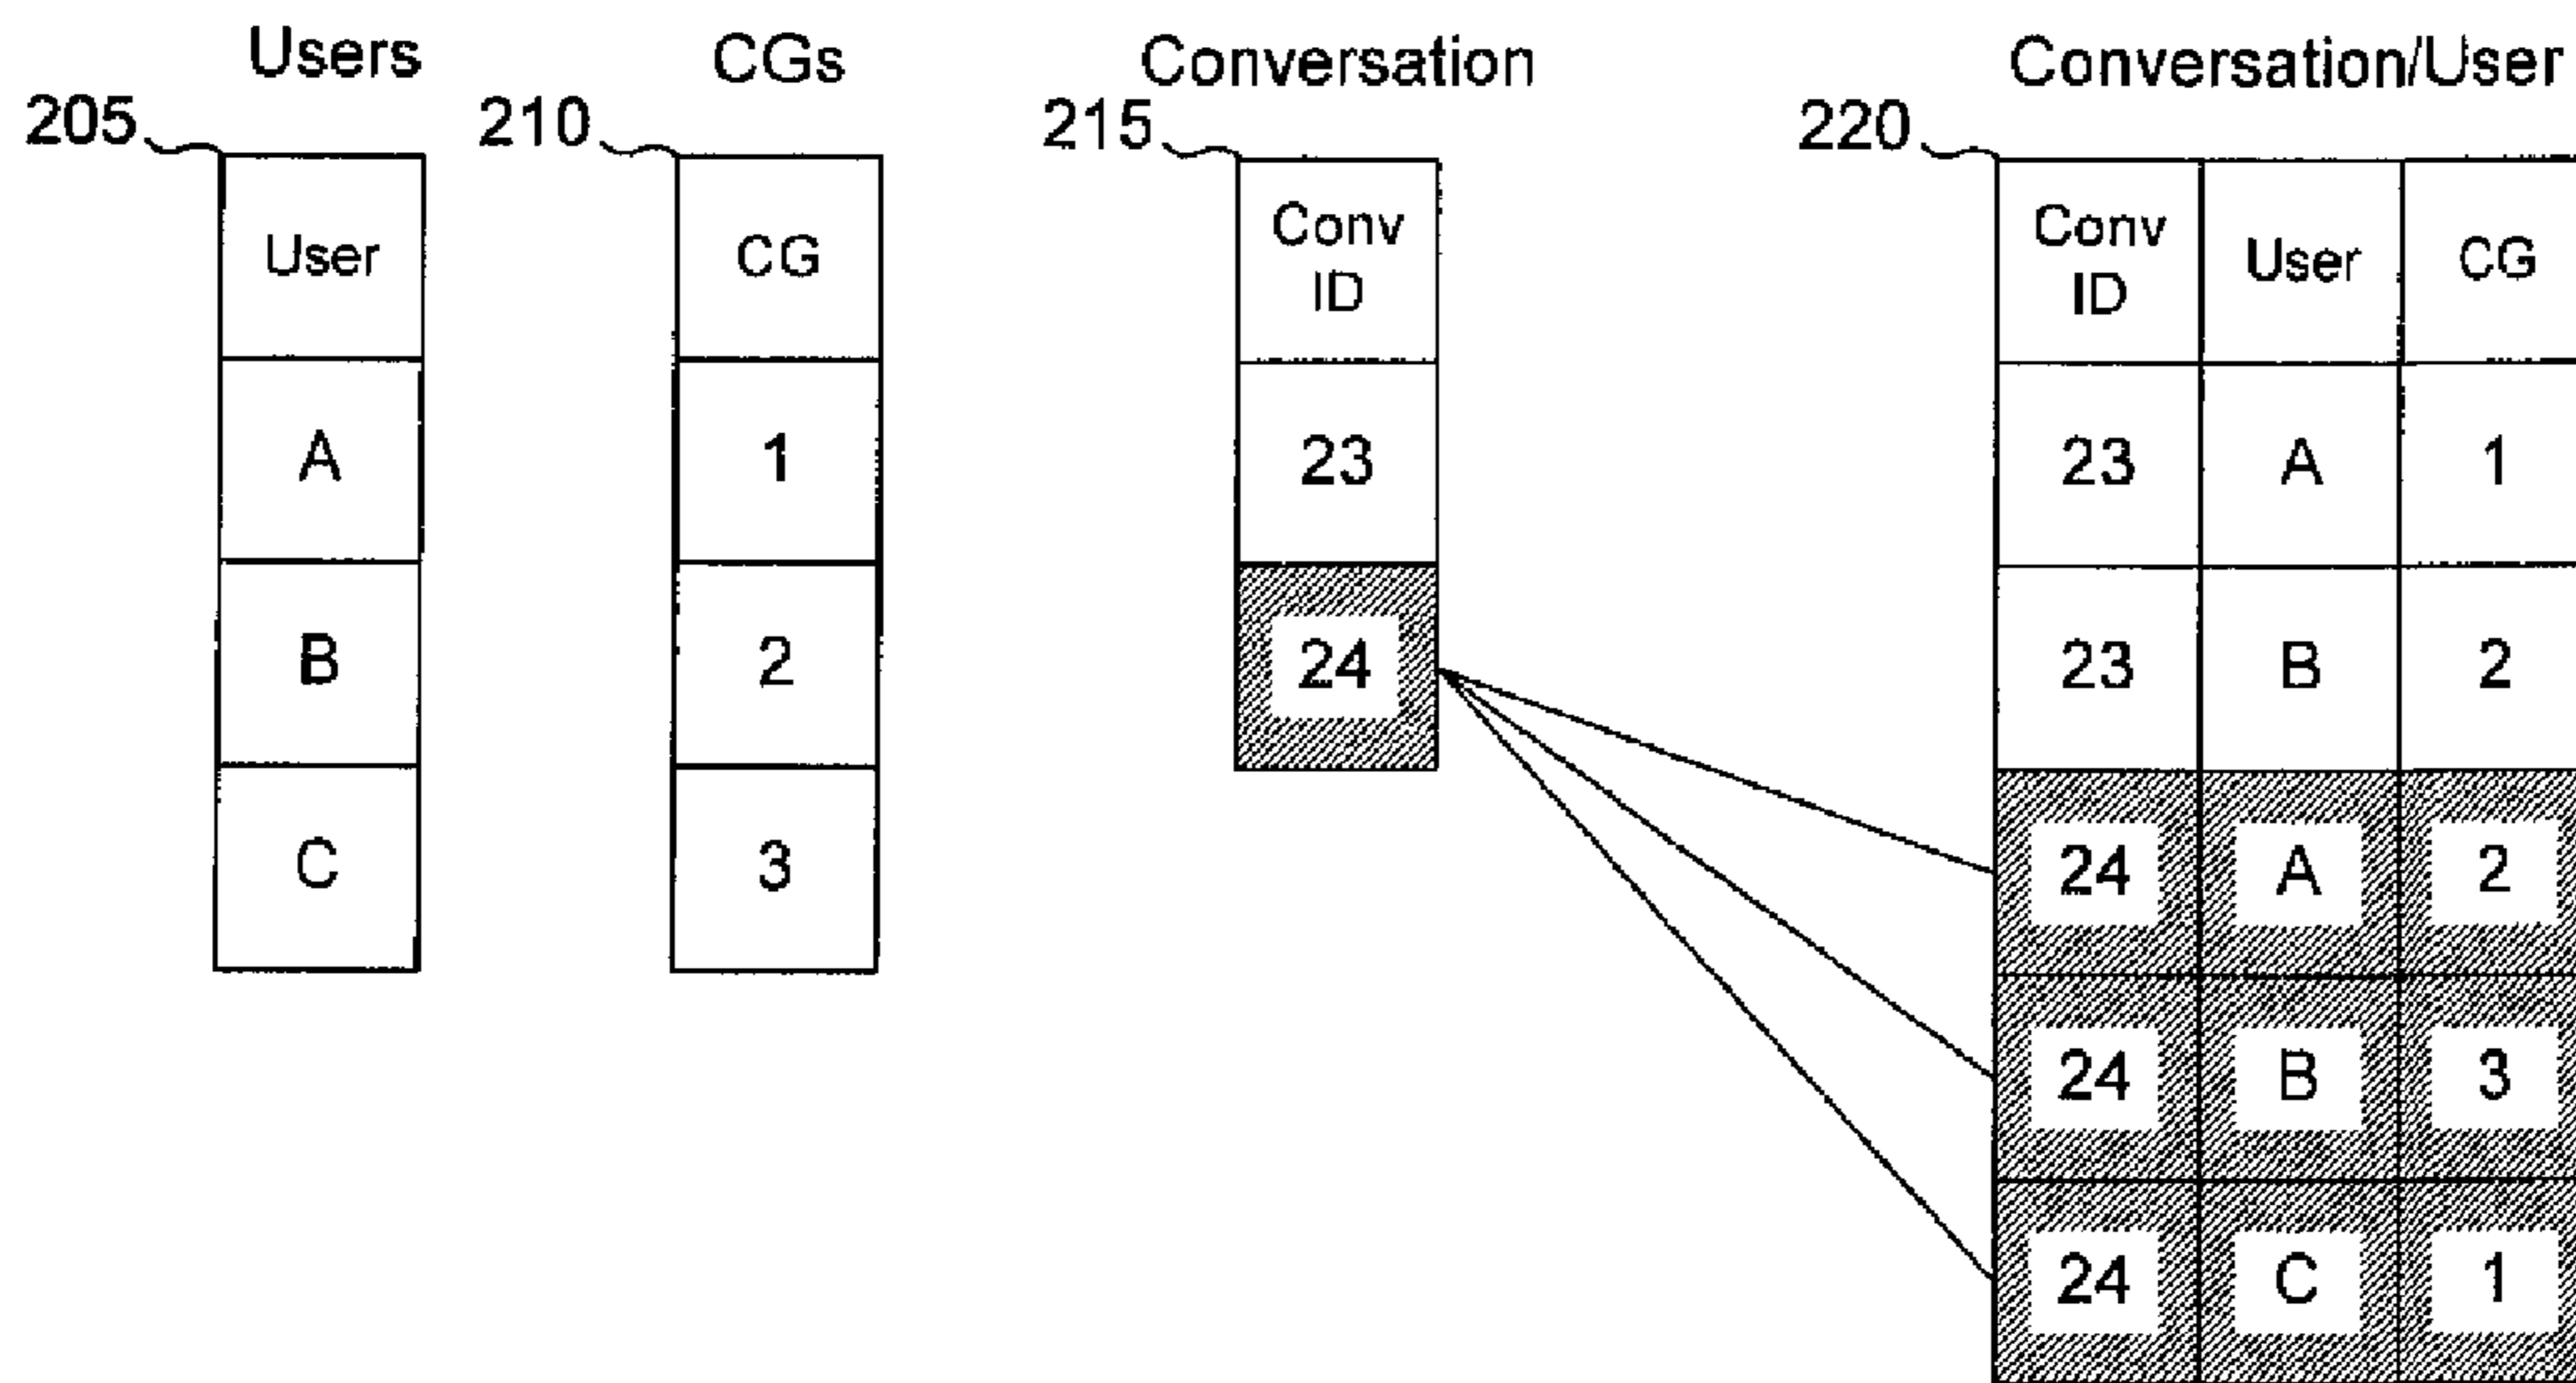 Users
CGs
Conversation
Conversation/User
205
210
215
220
User
A
B
C
CG
1
2
3
Conv
ID
23
24
Conv
ID
User
CG
23
A
1
23
B
2
24
A
2
24
B
3
24
C
1